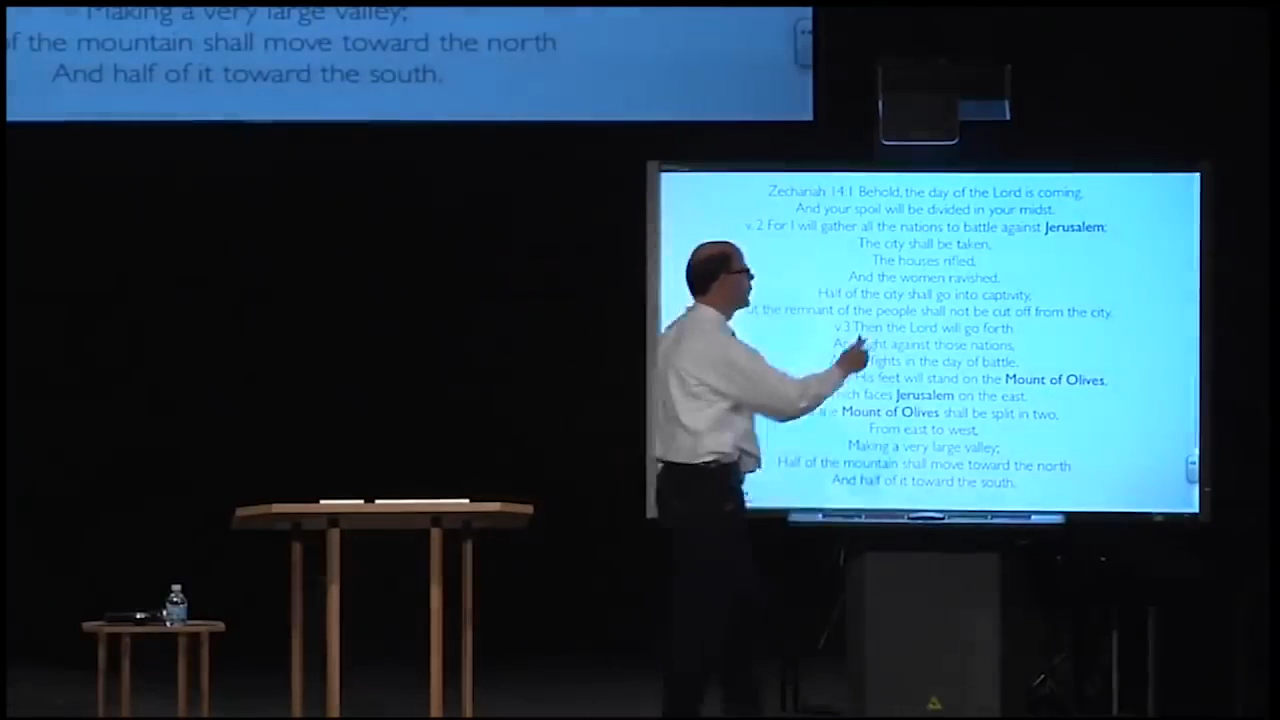 Making a very large valley;
of the mountain shall move toward the north
And half of it toward the south.
Zechariah 14:1 Behold, the day of the Lord is coming,
And your spoil will be divided in your midst.
v. 2 For I will gather all the nations to battle against Jerusalem;
The city shall be taken,
The houses rifled,
And the women ravished.
Half of the city shall go into captivity,
the remnant of the people shall not be cut off from the city.
v.3 Then the Lord will go forth
against those nations,
fights in the day of battle.
His feet will stand on the Mount of Olives,
faces Jerusalem on the east.
the Mount of Olives shall be split in two,
From east to west,
Making a very large valley;
Half of the mountain shall move toward the north
And half of it toward the south.